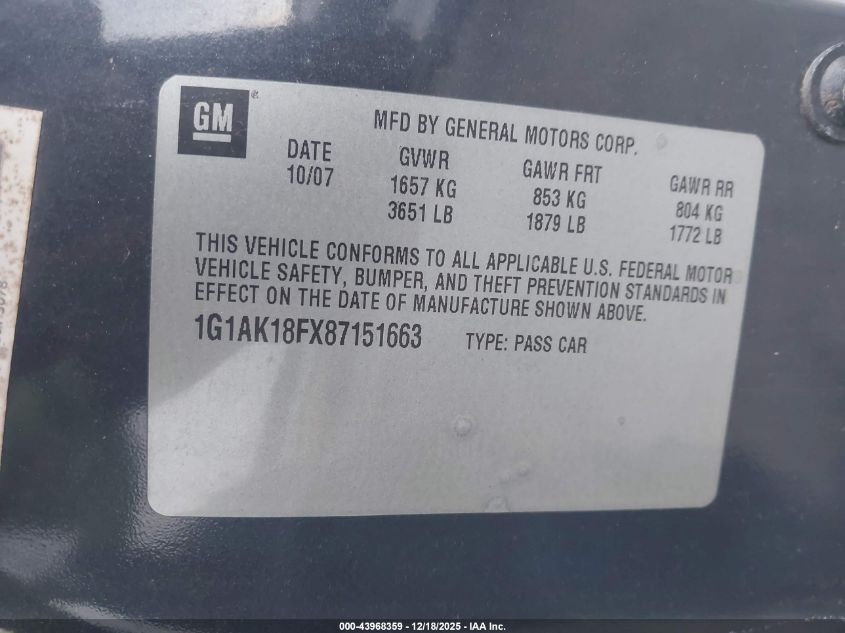 GM
MFD BY GENERAL MOTORS CORP.
DATE GVWR GAWR FRT GAWR RR
10/07 1657 KG 853 KG 804 KG
3651 LB 1879 LB 1772 LB
THIS VEHICLE CONFORMS TO ALL APPLICABLE U.S. FEDERAL MOTOR
VEHICLE SAFETY, BUMPER, AND THEFT PREVENTION STANDARDS IN
EFFECT ON THE DATE OF MANUFACTURE SHOWN ABOVE.
1G1AK18FX87151663 TYPE: PASS CAR
000-43968359 - 12/18/2025 - IAA Inc.